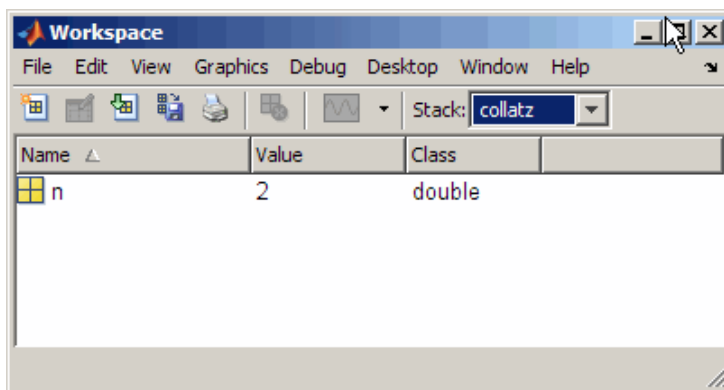 Workspace
File Edit View Graphics Debug Desktop Window Help
Stack: collatz
Name Value Class
n 2 double